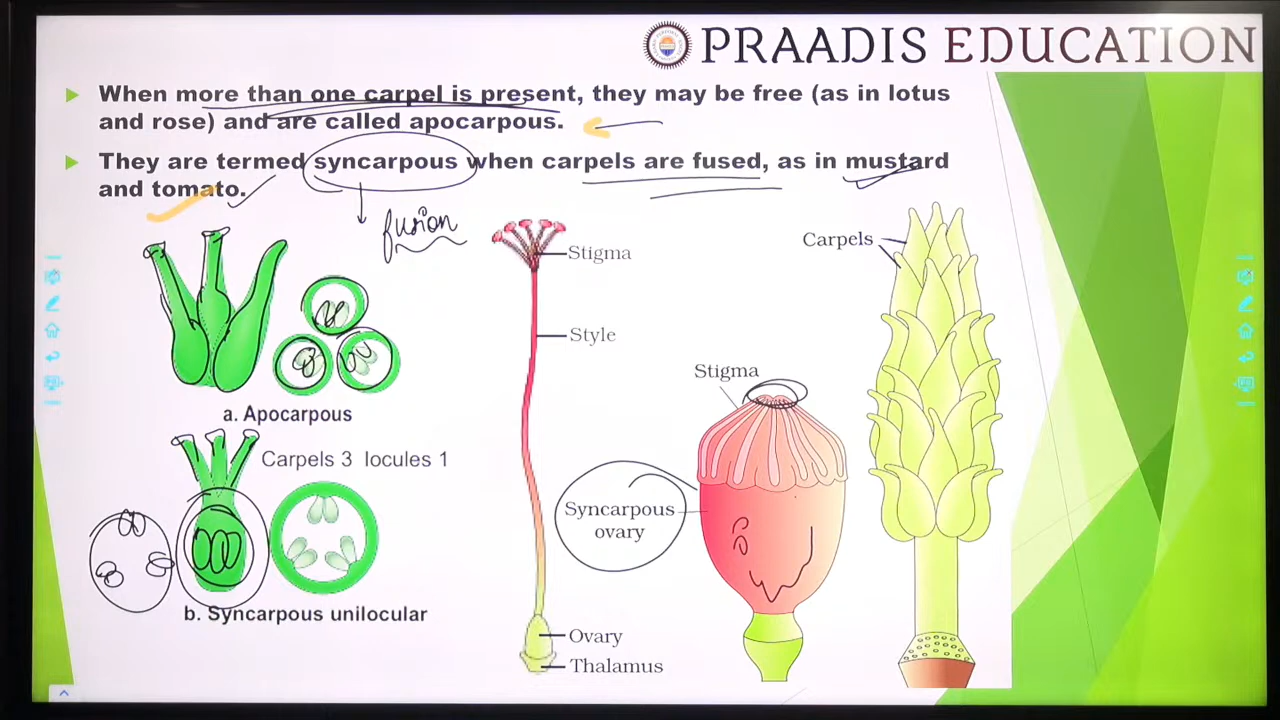 PRAADIS EDUCATION
When more than one carpel is present, they may be free (as in lotus
and rose) and are called apocarpous.
They are termed syncarpous when carpels are fused, as in mustard
and tomato.
fusion
Stigma
Style
Carpels
Stigma
a. Apocarpous
Carpels 3 locules 1
Syncarpous
ovary
b. Syncarpous unilocular
Ovary
Thalamus